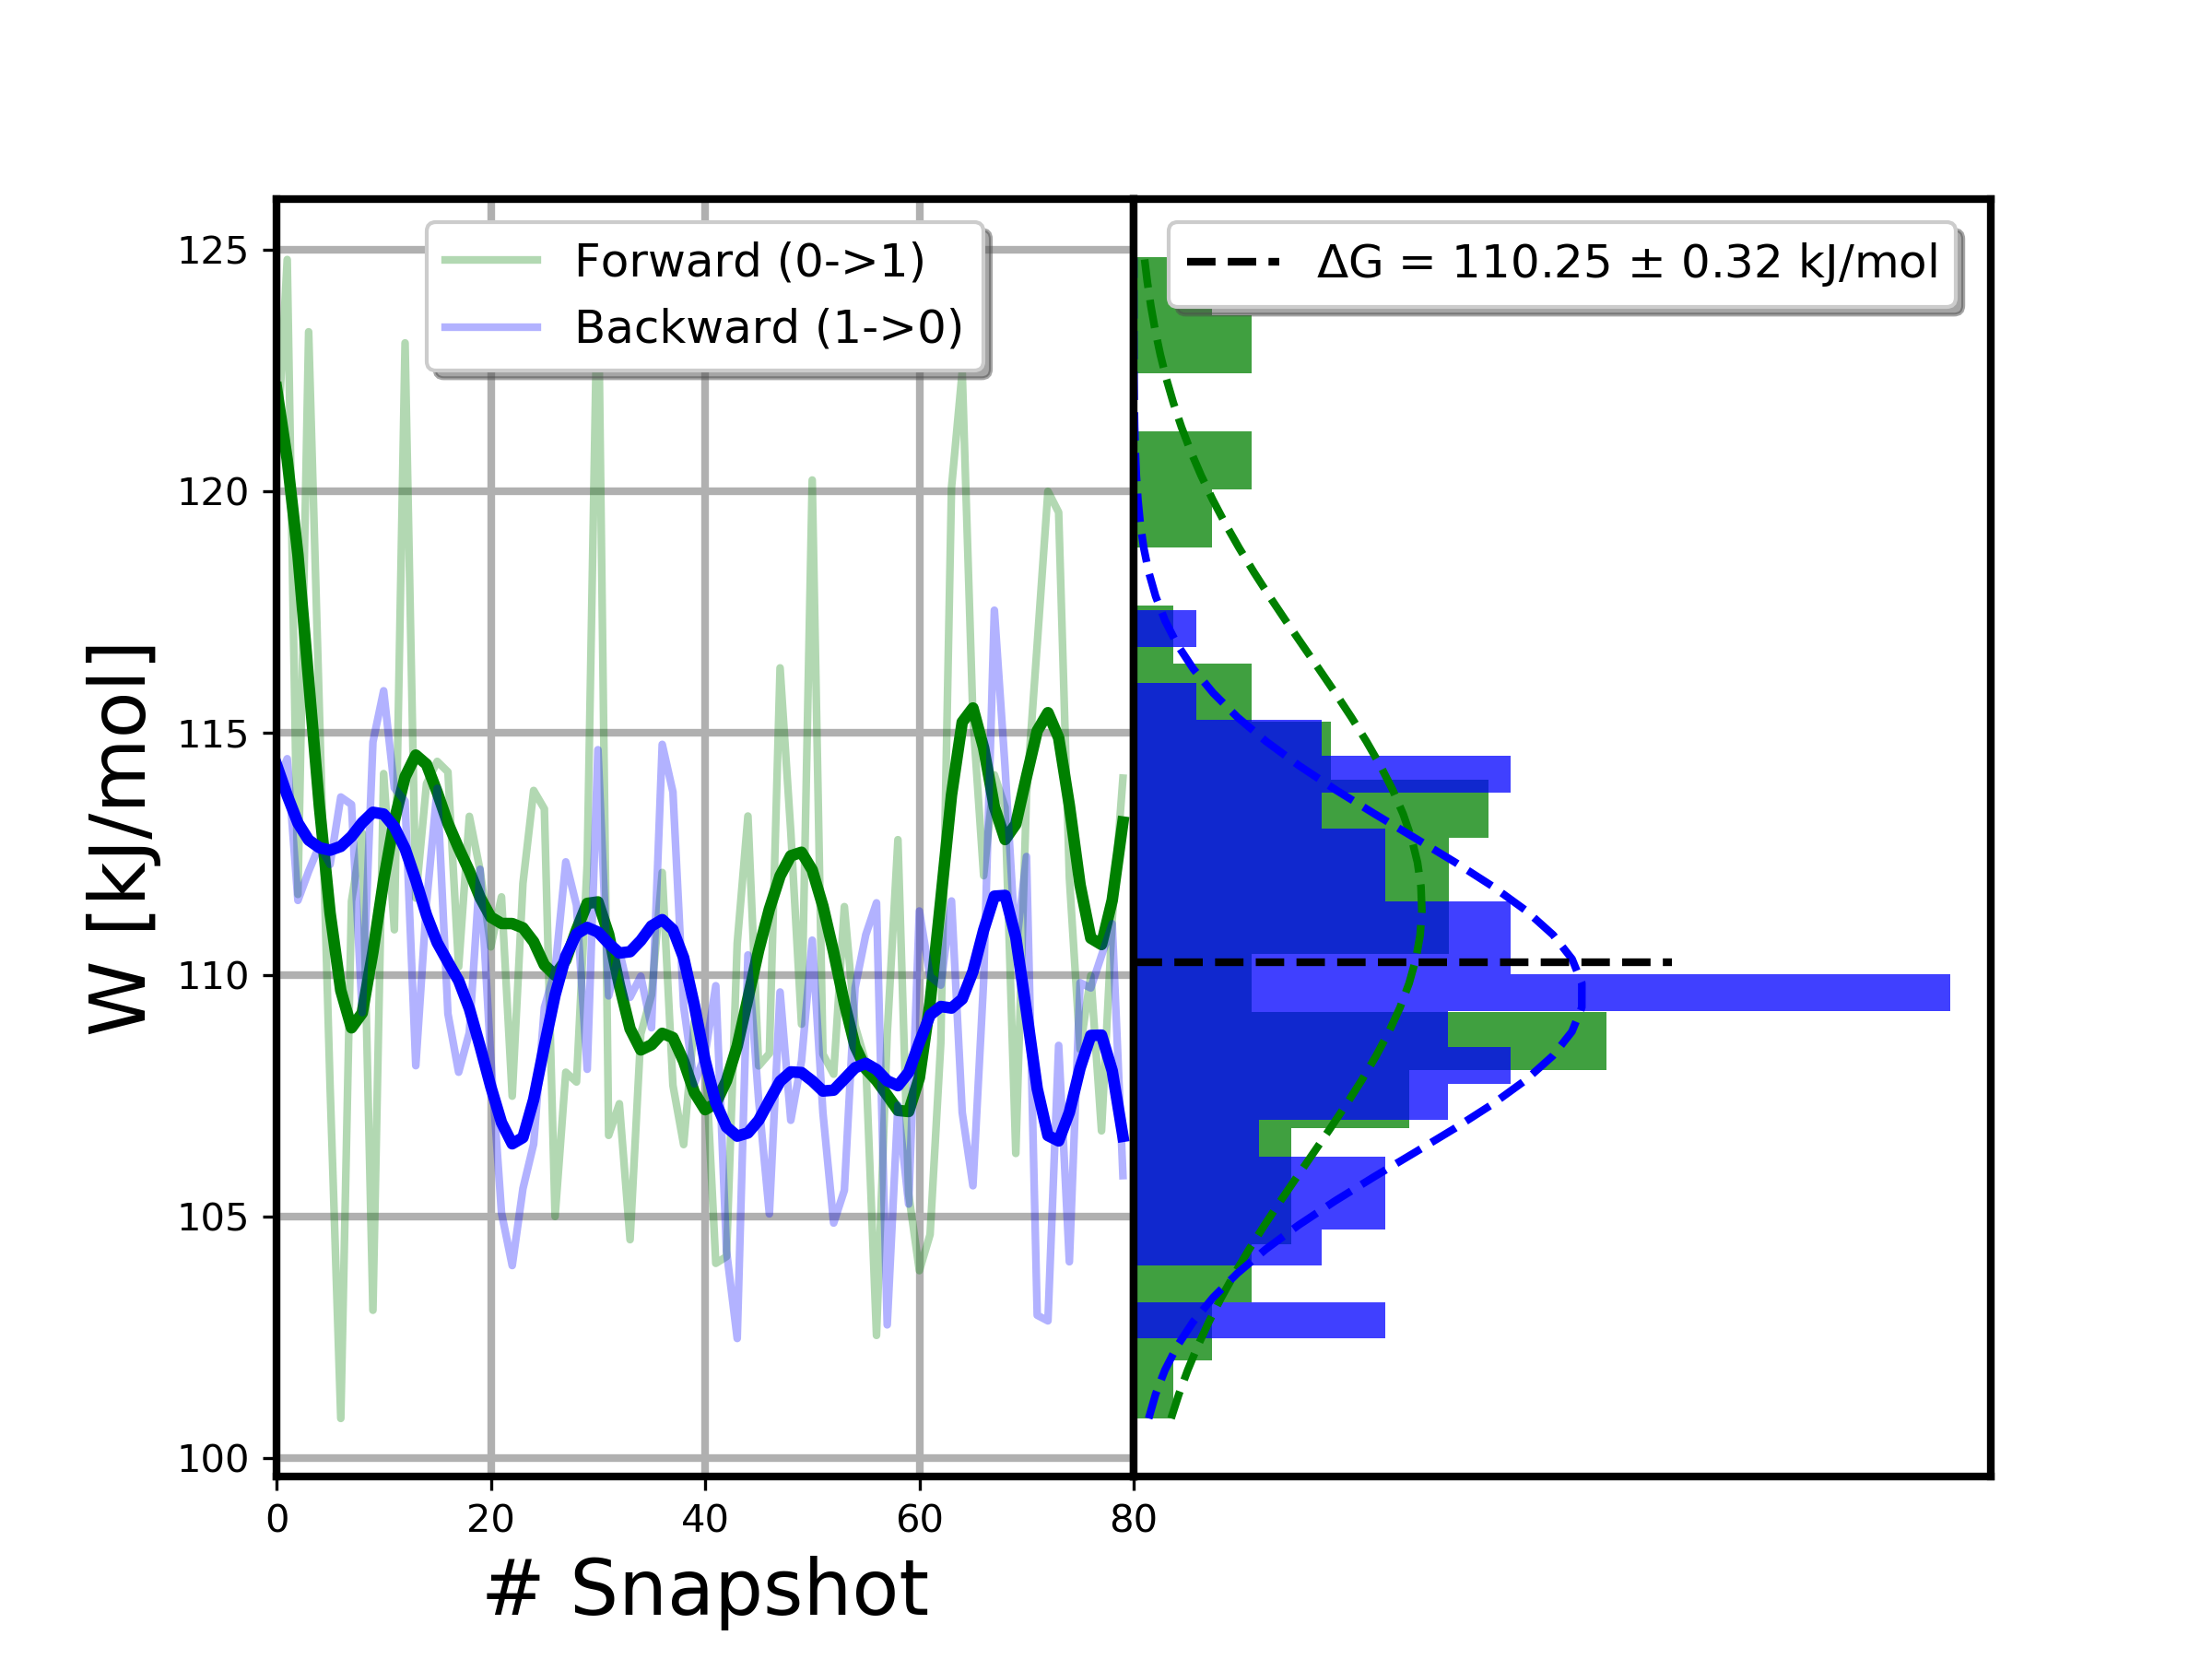 Forward (0->1)
Backward (1->0)
ΔG = 110.25 ± 0.32 kJ/mol
W [kJ/mol]
125
120
115
110
105
100
0 20 40 60 80
# Snapshot